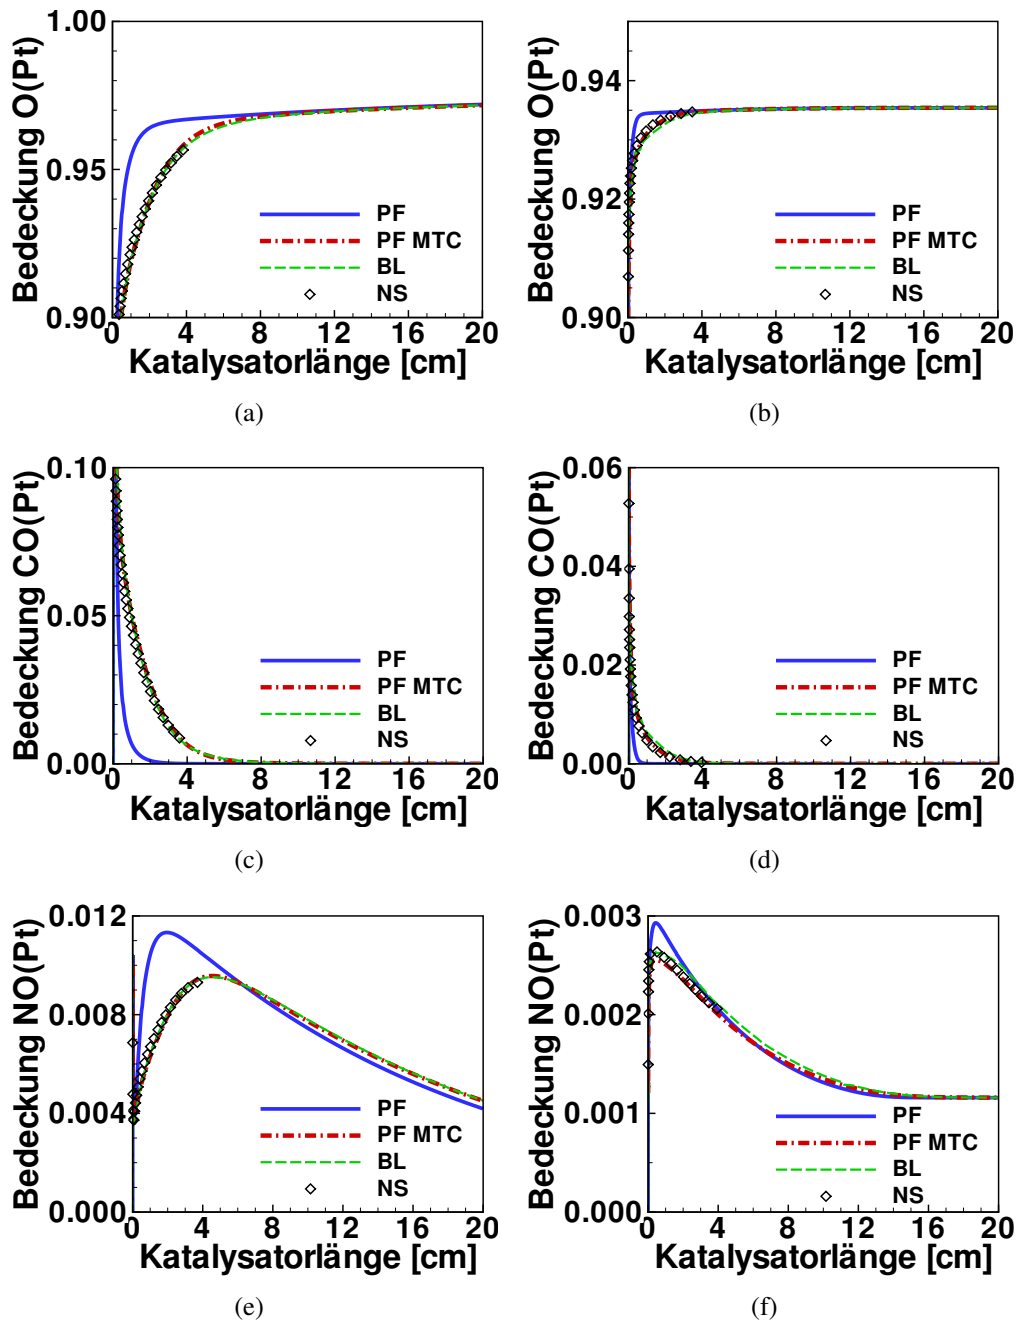 Bedeckung O(Pt)
1.00
0.95
0.90
PF
PF MTC
BL
NS
0 4 8 12 16 20
Katalysatorlänge [cm]
(a)
Bedeckung O(Pt)
0.94
0.92
0.90
PF
PF MTC
BL
NS
0 4 8 12 16 20
Katalysatorlänge [cm]
(b)
Bedeckung CO(Pt)
0.10
0.05
0.00
PF
PF MTC
BL
NS
0 4 8 12 16 20
Katalysatorlänge [cm]
(c)
Bedeckung CO(Pt)
0.06
0.04
0.02
0.00
PF
PF MTC
BL
NS
0 4 8 12 16 20
Katalysatorlänge [cm]
(d)
Bedeckung NO(Pt)
0.012
0.008
0.004
0.000
PF
PF MTC
BL
NS
0 4 8 12 16 20
Katalysatorlänge [cm]
(e)
Bedeckung NO(Pt)
0.003
0.002
0.001
0.000
PF
PF MTC
BL
NS
0 4 8 12 16 20
Katalysatorlänge [cm]
(f)